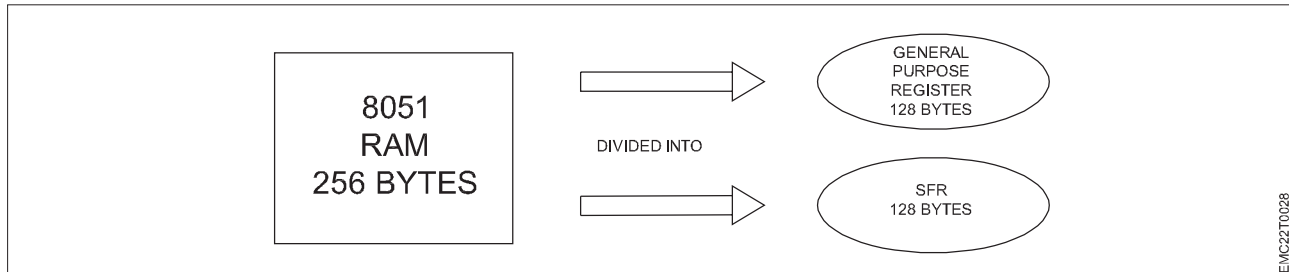 8051
RAM
256 BYTES
DIVIDED INTO
GENERAL
PURPOSE
REGISTER
128 BYTES
SFR
128 BYTES
EMC22T0028